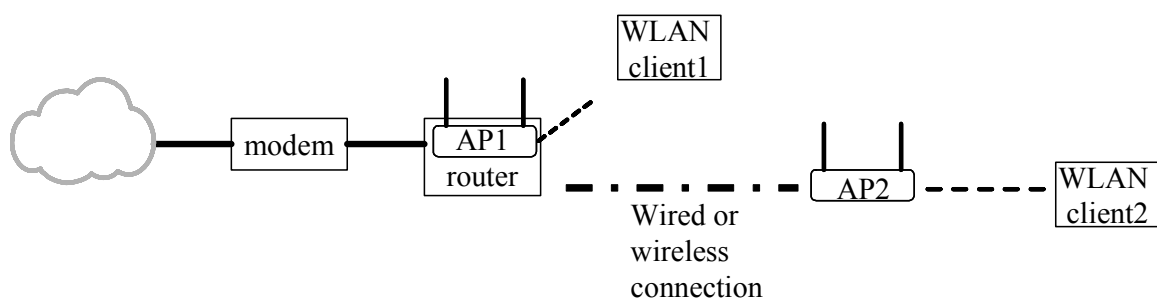 WLAN
client1
modem
AP1
router
AP2
WLAN
client2
Wired or
wireless
connection